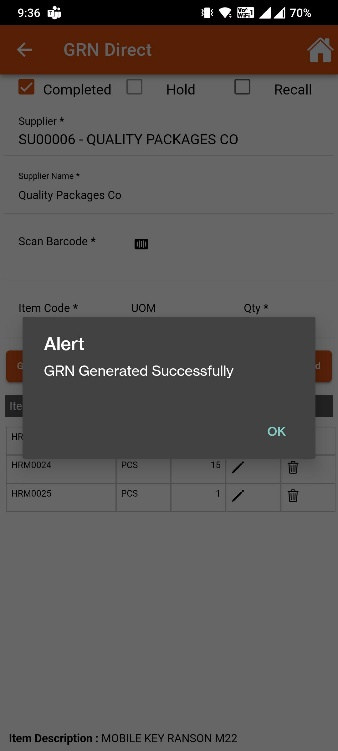 9:36 70%
Vo WiFi
GRN Direct
Completed Hold Recall
Supplier *
SU00006 - QUALITY PACKAGES CO
Supplier Name *
Quality Packages Co
Scan Barcode *
Item Code * UOM Qty *
Alert
GRN Generated Successfully
OK
HRM0024 PCS 15
HRM0025 PCS 1
Item Description : MOBILE KEY RANSON M22